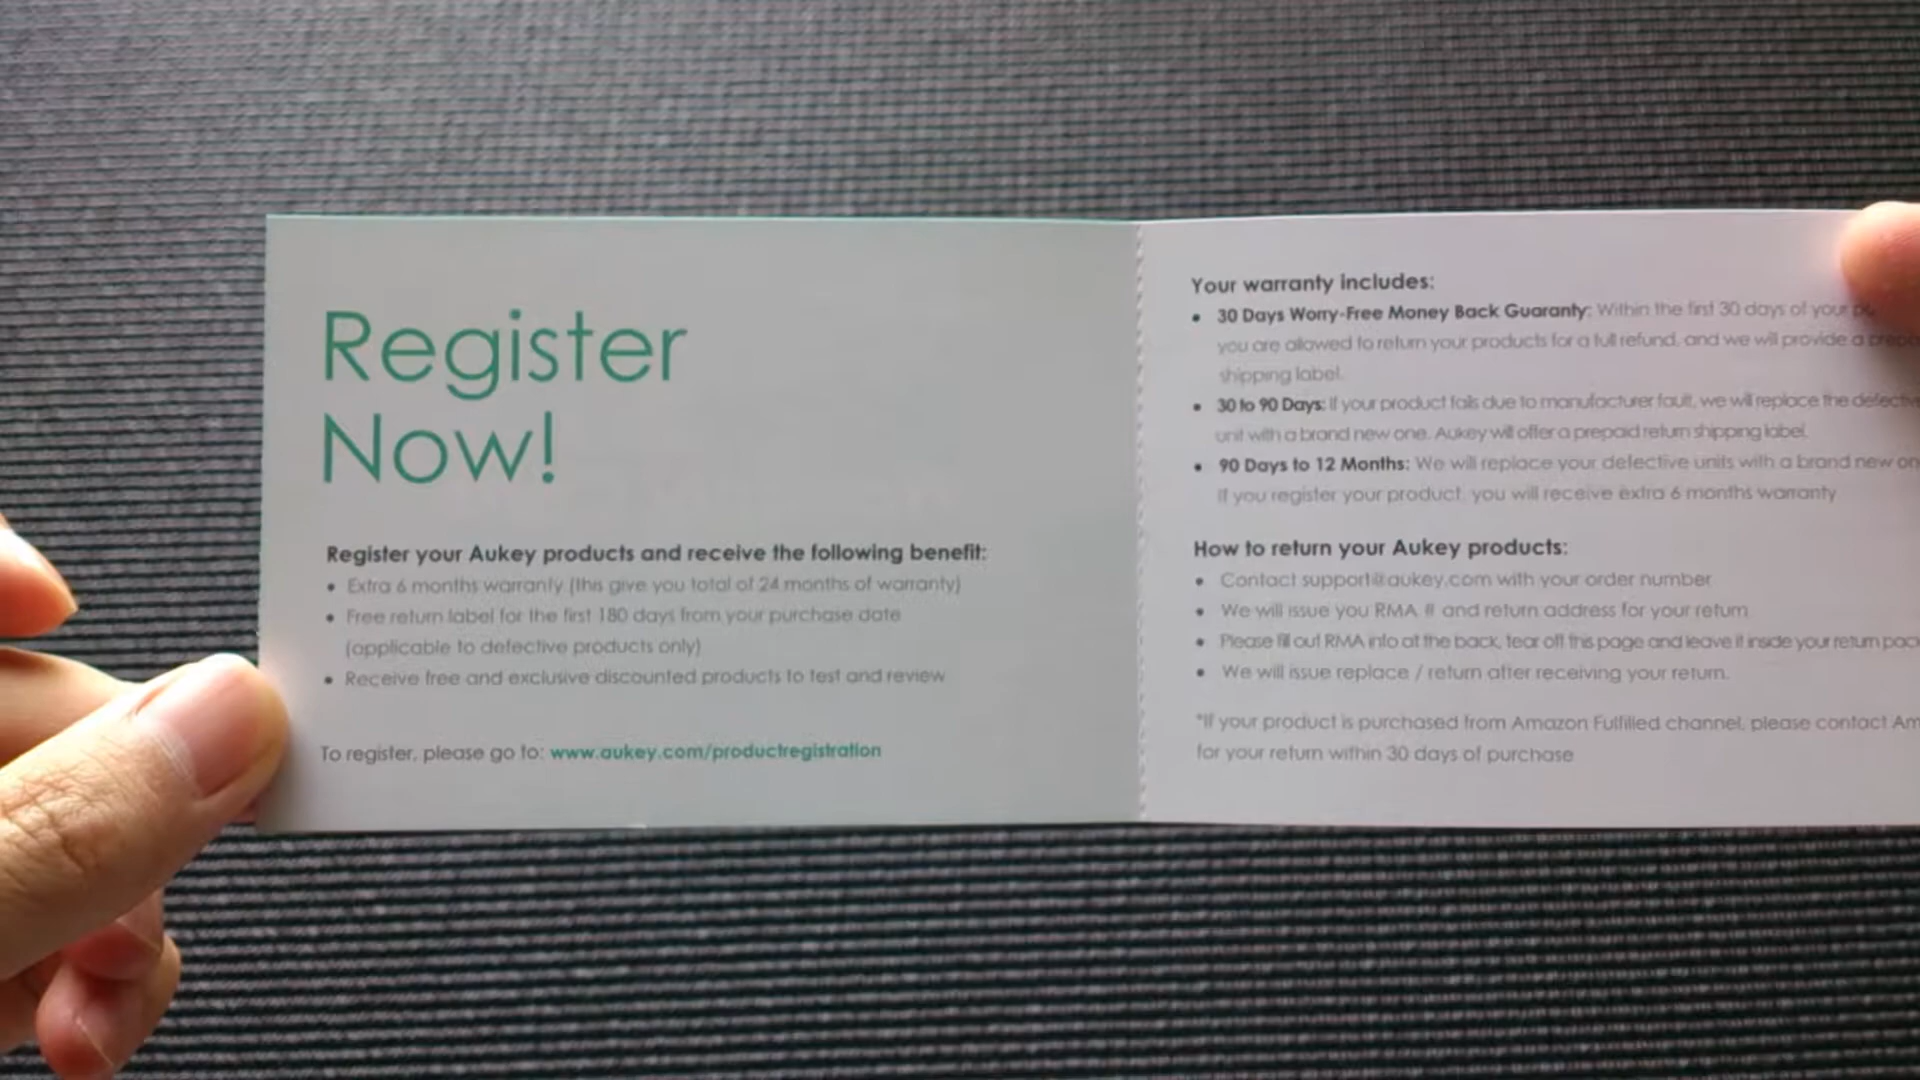 Register
Now!
Register your Aukey products and receive the following benefit:
• Extra 6 months warranty (this give you total of 24 months of warranty)
• Free return label for the first 180 days from your purchase date
(applicable to defective products only)
• Receive free and exclusive discounted products to test and review
To register, please go to: www.aukey.com/productregistration
Your warranty includes:
• 30 Days Worry-Free Money Back Guaranty: Within the first 30 days of your
you are allowed to return your products for a full refund, and we will provide a
shipping label.
• 30 to 90 Days: If your product fails due to manufacturer fault, we will replace the defective
unit with a brand new one. Aukey will offer a prepaid return shipping label.
• 90 Days to 12 Months: We will replace your defective units with a brand new
If you register your product, you will receive extra 6 months warranty
How to return your Aukey products:
• Contact support@aukey.com with your order number
• We will issue you RMA # and return address for your return
• Please fill out RMA info at the back, tear off this page and leave it inside your return
• We will issue replace / return after receiving your return.
*If your product is purchased from Amazon Fulfilled channel, please contact
for your return within 30 days of purchase